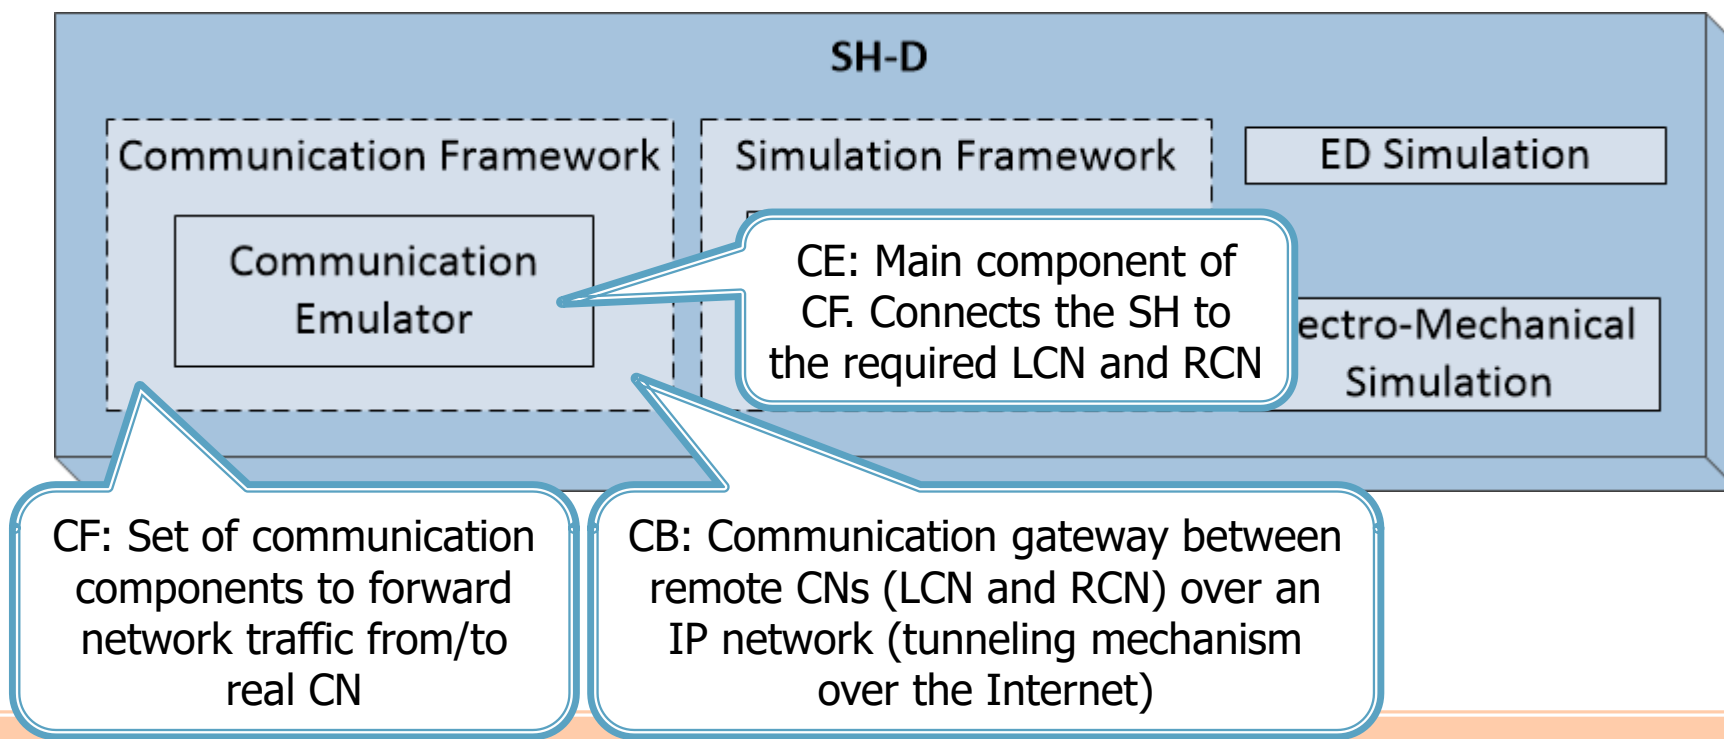 SH-D
Communication Framework
Simulation Framework
ED Simulation
Communication
Emulator
CE: Main component of
CF. Connects the SH to
the required LCN and RCN
ectro-Mechanical
Simulation
CF: Set of communication
components to forward
network traffic from/to
real CN
CB: Communication gateway between
remote CNs (LCN and RCN) over an
IP network (tunneling mechanism
over the Internet)